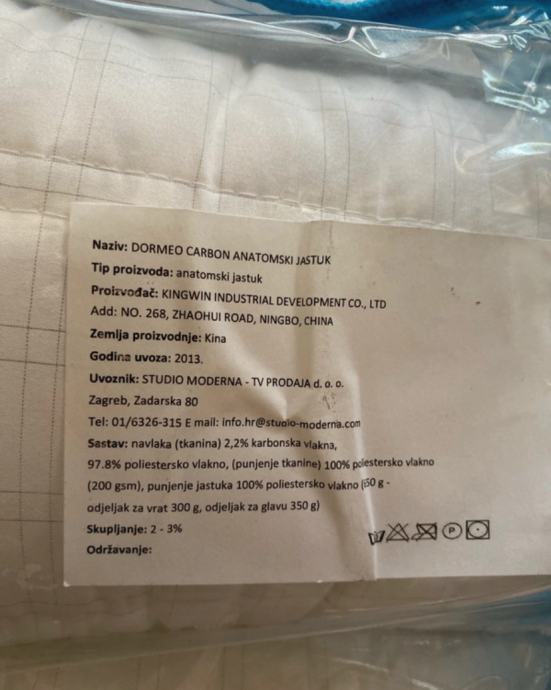 Naziv: DORMEO CARBON ANATOMSKI JASTUK
Tip proizvoda: anatomski jastuk
Proizvođač: KINGWIN INDUSTRIAL DEVELOPMENT CO., LTD
Add: NO. 268, ZHAOHUI ROAD, NINGBO, CHINA
Zemlja proizvodnje: Kina
Godina uvoza: 2013.
Uvoznik: STUDIO MODERNA - TV PRODAJA d. o. o.
Zagreb, Zadarska 80
Tel: 01/6326-315 E mail: info.hr@studio-moderna.com
Sastav: navlaka (tkanina) 2,2% karbonska vlakna,
97.8% poliestersko vlakno, (punjenje tkanine) 100% poliestersko vlakno
(200 gsm), punjenje jastuka 100% poliestersko vlakno g -
odjeljak za vrat 300 g, odjeljak za glavu 350 g)
Skupljanje: 2 - 3%
Održavanje:
P